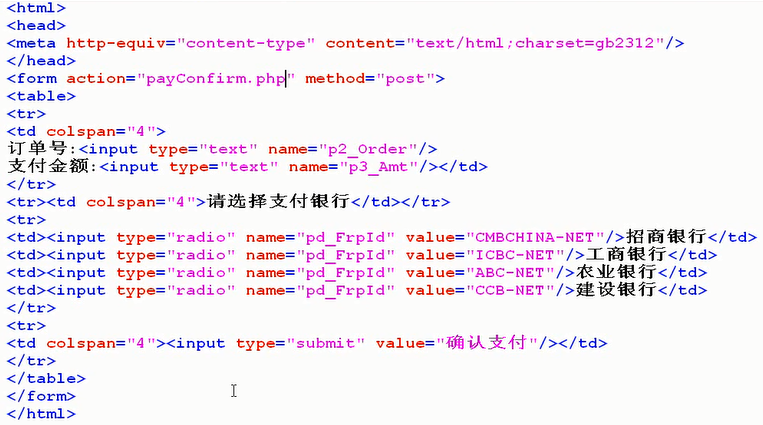 <html>
<head>
<meta http-equiv="content-type" content="text/html;charset=gb2312"/>
</head>
<form action="payConfirm.php" method="post">
<table>
<tr>
<td colspan="4">
订单号:<input type="text" name="p2_Order"/>
支付金额:<input type="text" name="p3_Amt"/></td>
</tr>
<tr><td colspan="4">请选择支付银行</td></tr>
<tr>
<td><input type="radio" name="pd_FrpId" value="CMBCHINA-NET"/>招商银行</td>
<td><input type="radio" name="pd_FrpId" value="ICBC-NET"/>工商银行</td>
<td><input type="radio" name="pd_FrpId" value="ABC-NET"/>农业银行</td>
<td><input type="radio" name="pd_FrpId" value="CCB-NET"/>建设银行</td>
</tr>
<tr>
<td colspan="4"><input type="submit" value="确认支付"/></td>
</tr>
</table>
</form>
</html>